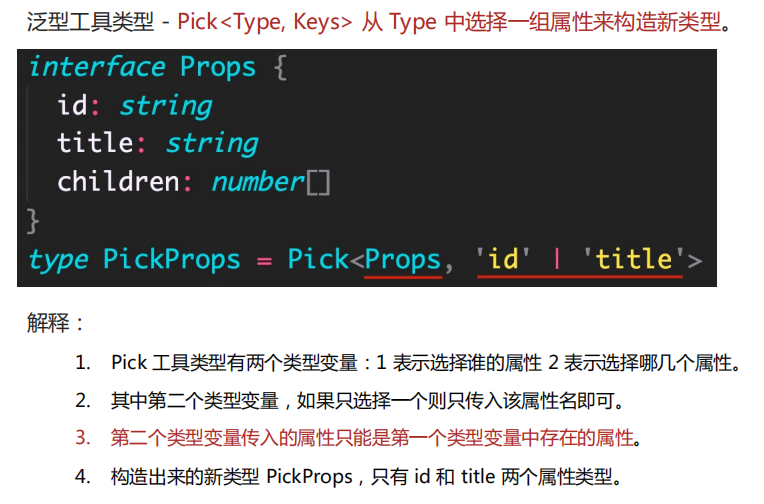 泛型工具类型 - Pick<Type, Keys> 从 Type 中选择一组属性来构造新类型。
interface Props {
  id: string
  title: string
  children: number[]
}
type PickProps = Pick<Props, 'id' | 'title'>
解释：
1. Pick 工具类型有两个类型变量：1 表示选择谁的属性 2 表示选择哪几个属性。
2. 其中第二个类型变量，如果只选择一个则只传入该属性名即可。
3. 第二个类型变量传入的属性只能是第一个类型变量中存在的属性。
4. 构造出来的新类型 PickProps，只有 id 和 title 两个属性类型。